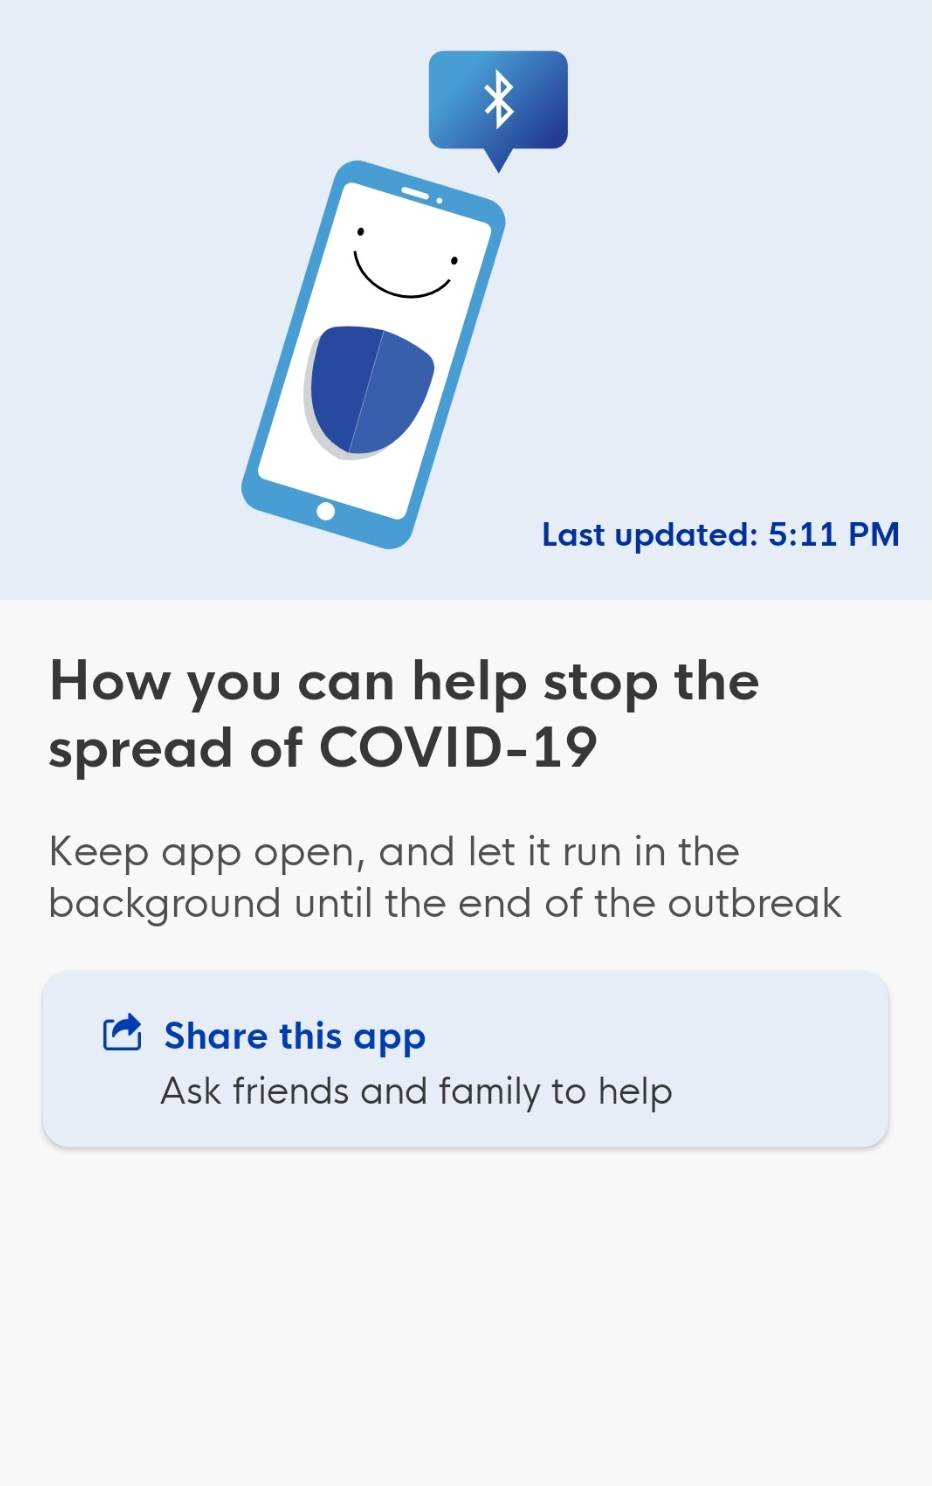 Last updated: 5:11 PM
How you can help stop the
spread of COVID-19
Keep app open, and let it run in the
background until the end of the outbreak
Share this app
Ask friends and family to help